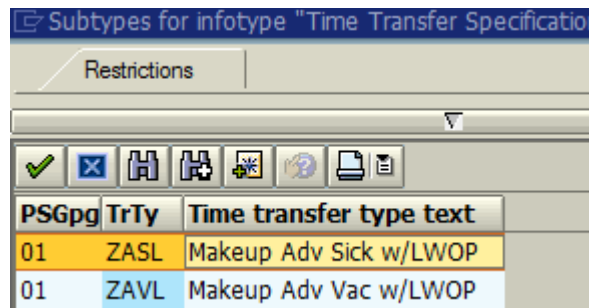 Subtypes for infotype "Time Transfer Specificatio
Restrictions
PSGpg TrTy Time transfer type text
01 ZASL Makeup Adv Sick w/LWOP
01 ZAVL Makeup Adv Vac w/LWOP